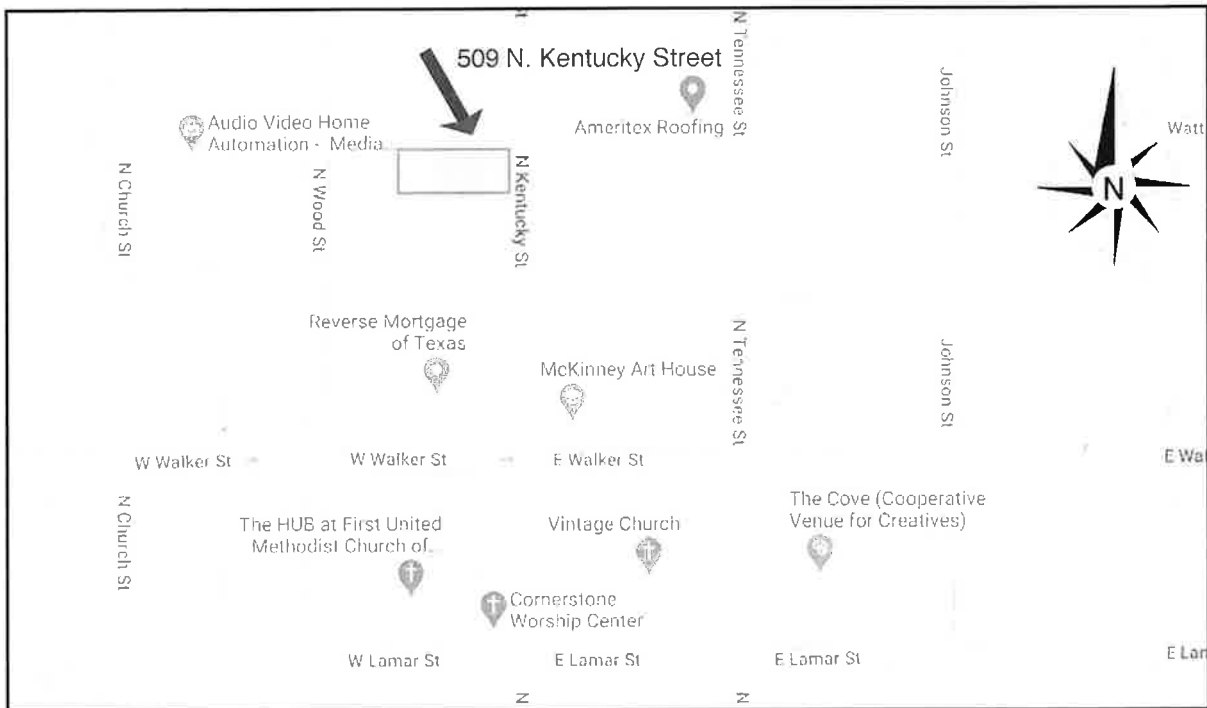 St
509 N. Kentucky Street
N Tennessee St
Johnson St
Ameritex Roofing
Audio Video Home
Automation - Media
Watt
N Church St
N Wood St
N Kentucky St
N
Reverse Mortgage
of Texas
McKinney Art House
N Tennessee St
Johnson St
W Walker St
W Walker St
E Walker St
E Wal
N Church St
The HUB at First United
Methodist Church of..
Vintage Church
The Cove (Cooperative
Venue for Creatives)
Cornerstone
Worship Center
W Lamar St
E Lamar St
E Lamar St
E Lam
N
N